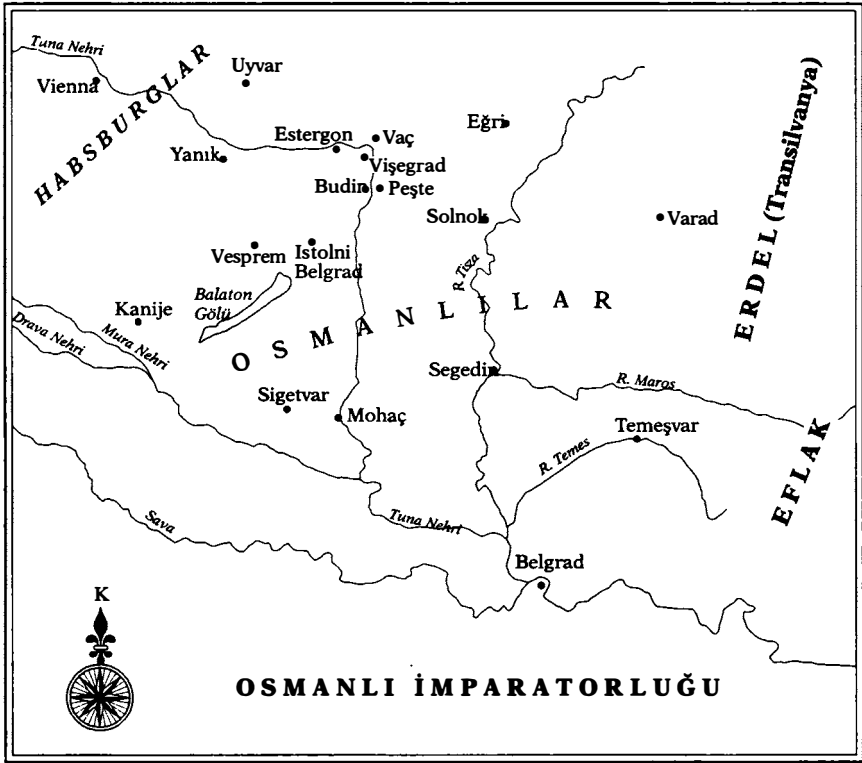 Tuna Nehri
Vienna
HABSBURGLAR
Uyvar
Estergon
Vaç
Eğri
Yanık
Vişegrad
Budin
Peşte
Solnok
Varad
ERDEL (Transilvanya)
Vesprem
Istolni
Belgrad
R. Tisza
Balaton
Gölü
Kanije
OSMANLILAR
Drava Nehri
Mura Nehri
Segedin
R. Maros
Sigetvar
Mohaç
Temeşvar
R. Temes
EFLAK
Sava
Tuna Nehri
Belgrad
K
OSMANLI İMPARATORLUĞU